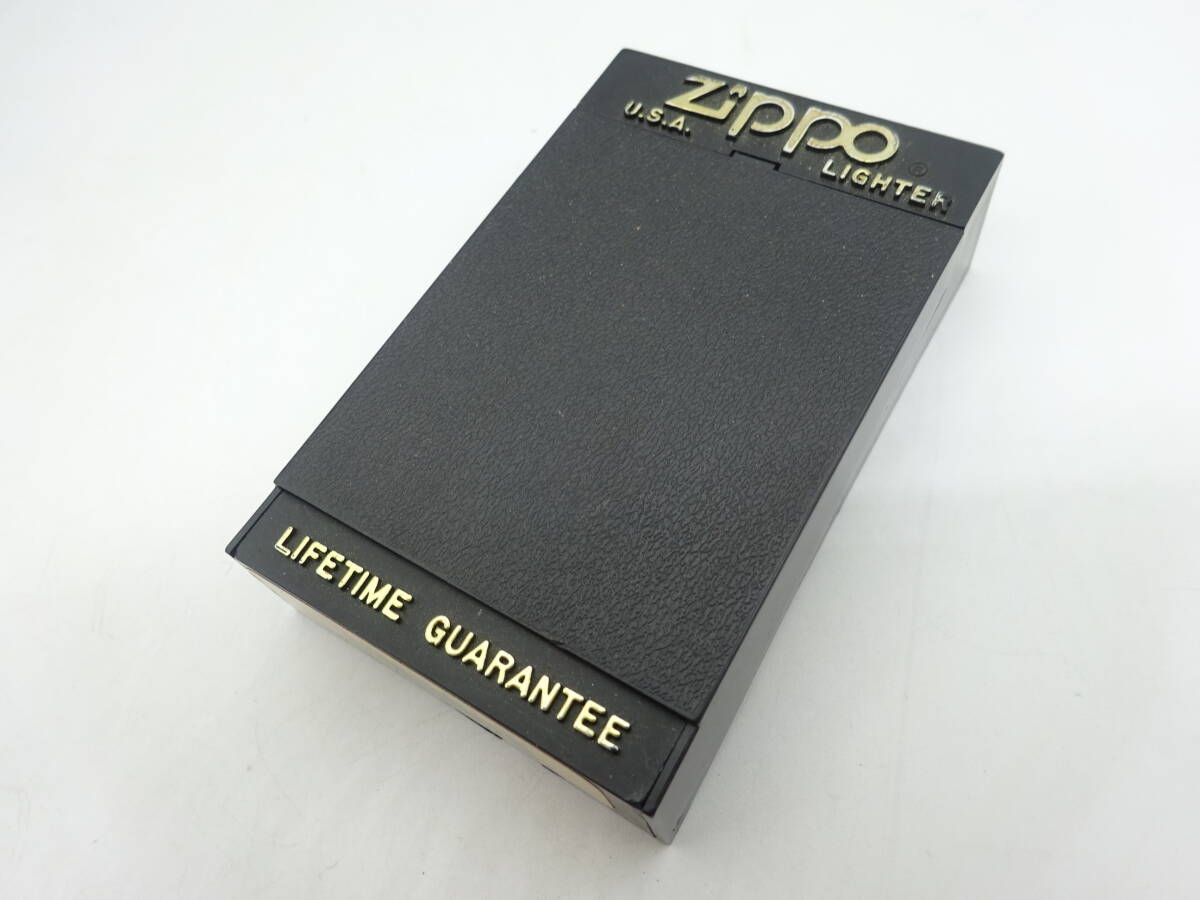 Zippo ®
U.S.A.
LIGHTER
LIFETIME GUARANTEE